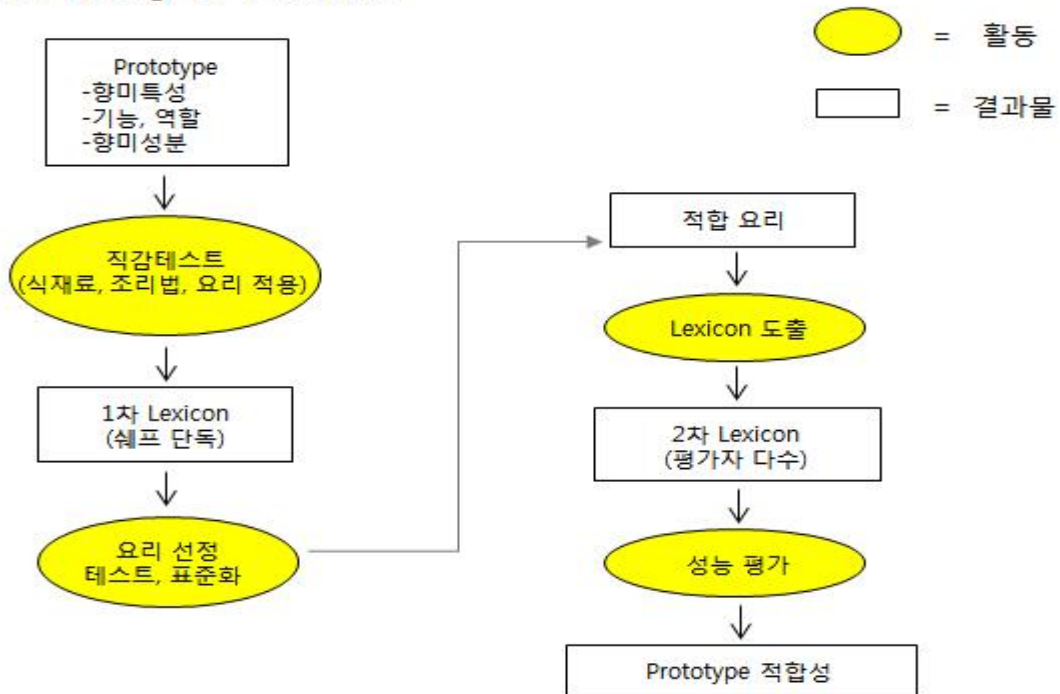 = 활동
= 결과물
Prototype
-향미특성
-기능, 역할
-향미성분
직감테스트
(식재료, 조리법, 요리 적용)
1차 Lexicon
(쉐프 단독)
요리 선정
테스트, 표준화
적합 요리
Lexicon 도출
2차 Lexicon
(평가자 다수)
성능 평가
Prototype 적합성